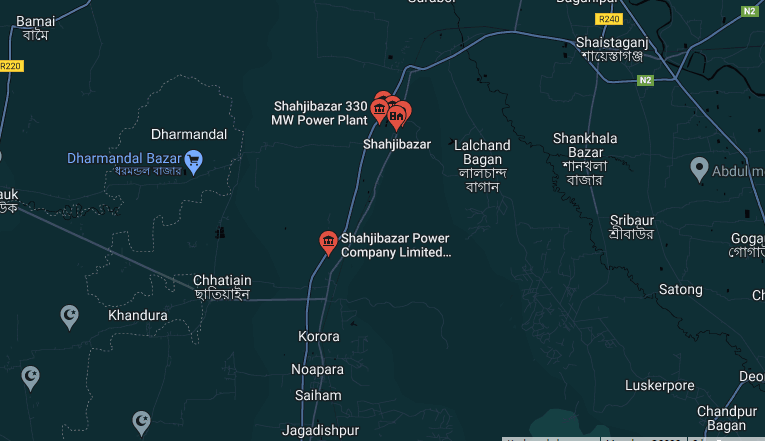 Bamai
বামৈ
R220
R240
N2
Shaistaganj
শায়েস্তাগঞ্জ
N2
Shahjibazar 330
MW Power Plant
Shahjibazar
Dharmandal
Dharmandal Bazar
ধরমন্ডল বাজার
Lalchand
Bagan
লালচান্দ
বাগান
Shankhala
Bazar
শানখলা
বাজার
Abdul
Sribaur
শ্রীবাউর
Shahjibazar Power
Company Limited...
Chhatiain
ছাতিয়াইন
Satong
Khandura
Korora
Noapara
Saiham
Jagadishpur
Luskerpore
Chandpur
Bagan